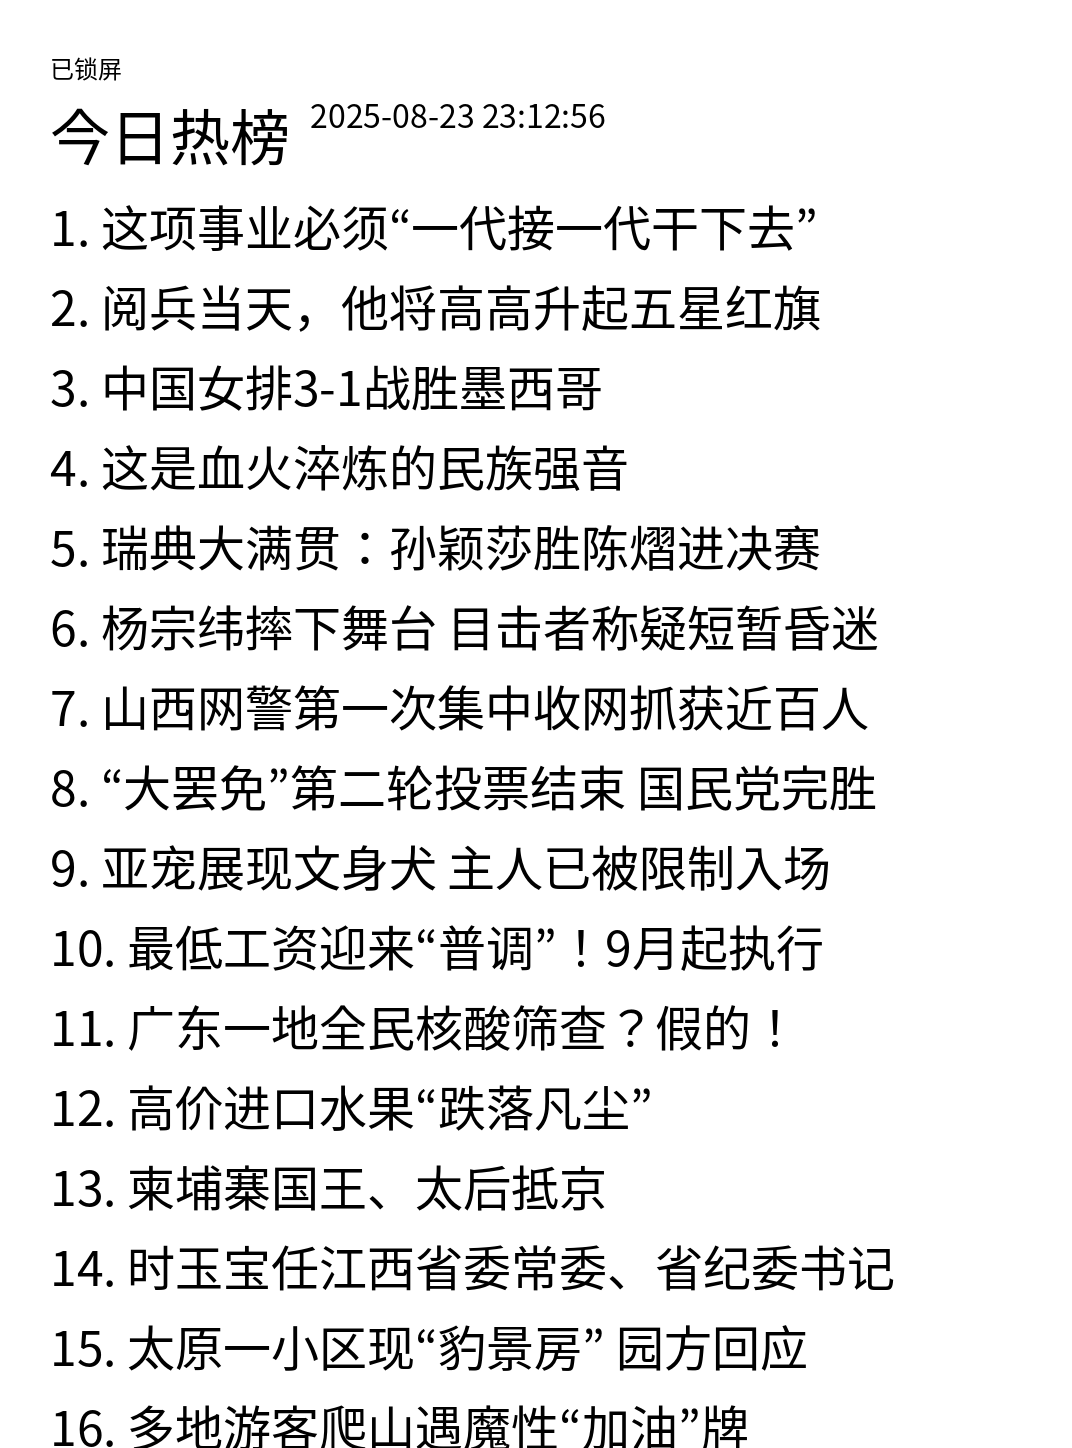 已锁屏
今日热榜 2025-08-23 23:12:56
1. 这项事业必须“一代接一代干下去”
2. 阅兵当天，他将高高升起五星红旗
3. 中国女排3-1战胜墨西哥
4. 这是血火淬炼的民族强音
5. 瑞典大满贯：孙颖莎胜陈熠进决赛
6. 杨宗纬摔下舞台 目击者称疑短暂昏迷
7. 山西网警第一次集中收网抓获近百人
8. “大罢免”第二轮投票结束 国民党完胜
9. 亚宠展现文身犬 主人已被限制入场
10. 最低工资迎来“普调”！9月起执行
11. 广东一地全民核酸筛查？假的！
12. 高价进口水果“跌落凡尘”
13. 柬埔寨国王、太后抵京
14. 时玉宝任江西省委常委、省纪委书记
15. 太原一小区现“豹景房” 园方回应
16. 多地游客爬山遇魔性“加油”牌